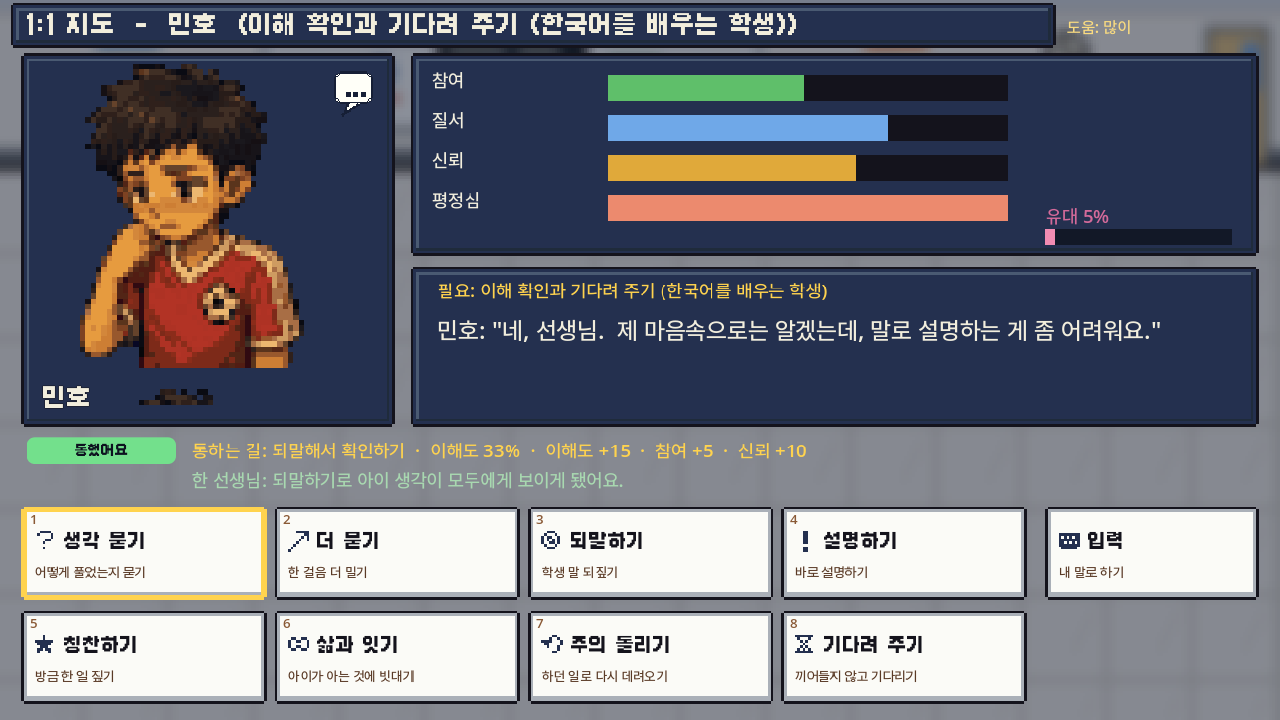 1:1 지도 - 민호 (이해 확인과 기다려 주기 (한국어를 배우는 학생))
도움: 많이
참여
질서
신뢰
평정심
유대 5%
...
민호
필요: 이해 확인과 기다려 주기 (한국어를 배우는 학생)
민호: "네, 선생님. 제 마음속으로는 알겠는데, 말로 설명하는 게 좀 어려워요."
통했어요
통하는 길: 되말해서 확인하기 · 이해도 33% · 이해도 +15 · 참여 +5 · 신뢰 +10
한 선생님: 되말하기로 아이 생각이 모두에게 보이게 됐어요.
1
? 생각 묻기
어떻게 풀었는지 묻기
2
더 묻기
한 걸음 더 밀기
3
되말하기
학생 말 되짚기
4
! 설명하기
바로 설명하기
입력
내 말로 하기
5
칭찬하기
방금 한 일 짚기
6
삶과 잇기
아이가 아는 것에 빗대기
7
주의 돌리기
하던 일로 다시 데려오기
8
기다려 주기
끼어들지 않고 기다리기